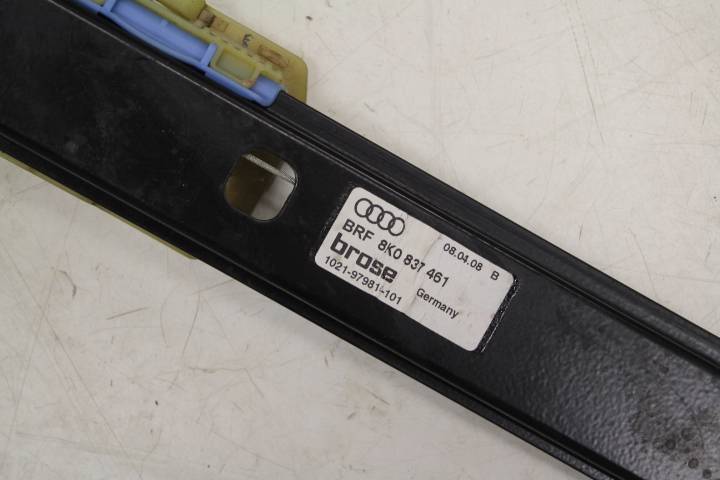 08.04.08 B
BRF 8K0 837 461
brose
1021-97981-101 Germany